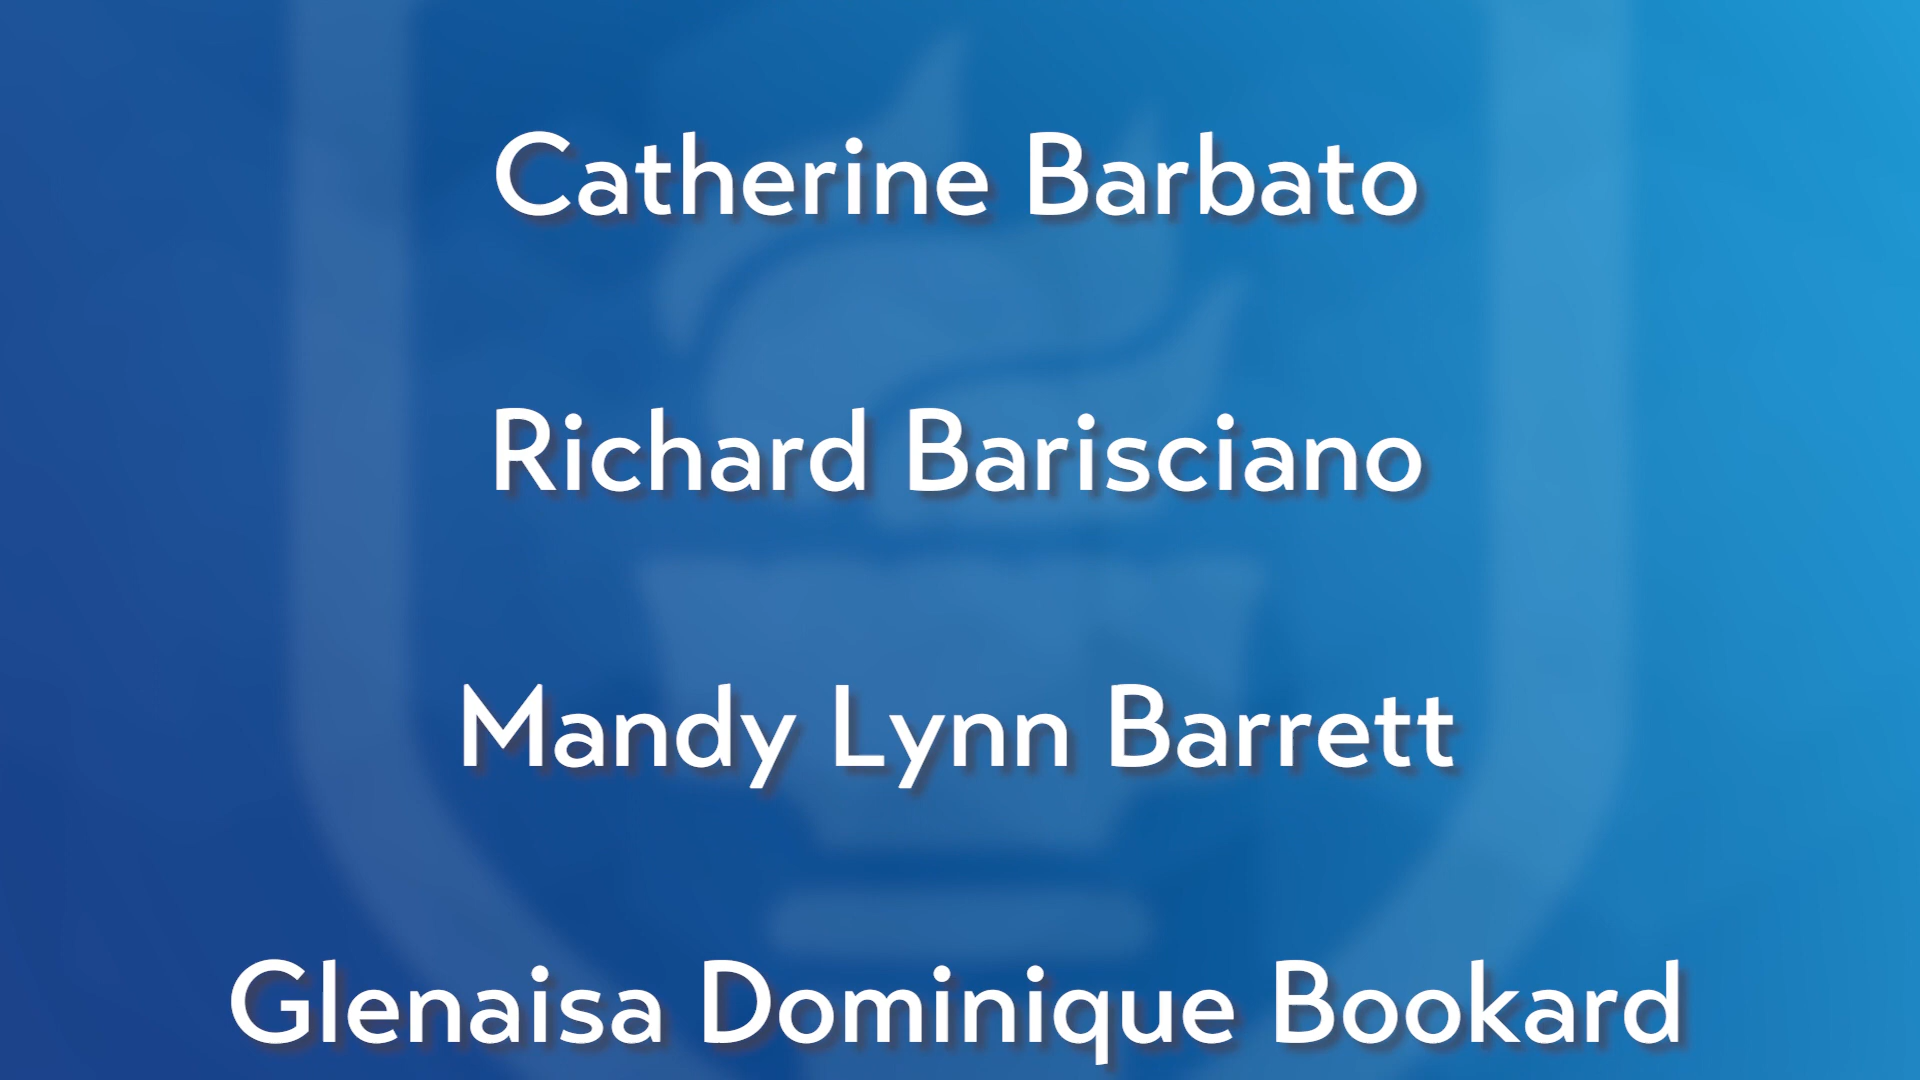 Catherine Barbato
Richard Barisciano
Mandy Lynn Barrett
Glenaisa Dominique Bookard